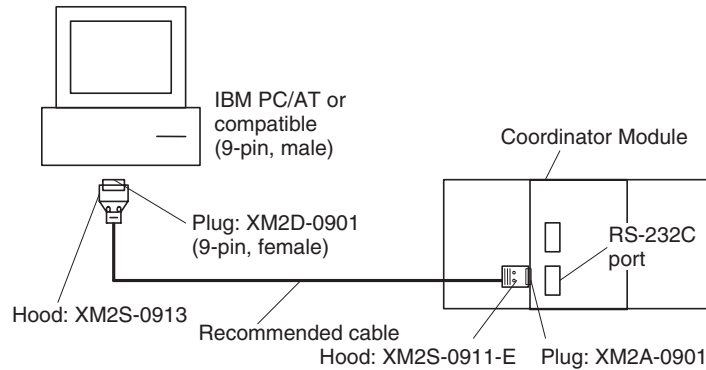 IBM PC/AT or
compatible
(9-pin, male)
Coordinator Module
Plug: XM2D-0901
(9-pin, female)
RS-232C
port
Hood: XM2S-0913
Recommended cable
Hood: XM2S-0911-E
Plug: XM2A-0901